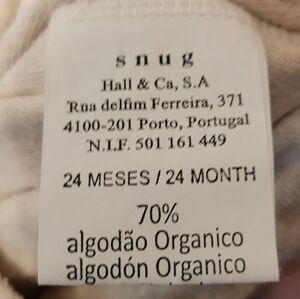 snug
Hall & Ca, S.A
Rua delfim Ferreira, 371
4100-201 Porto, Portugal
N.I.F. 501 161 449
24 MESES / 24 MONTH
70%
algodão Organico
algodón Organico